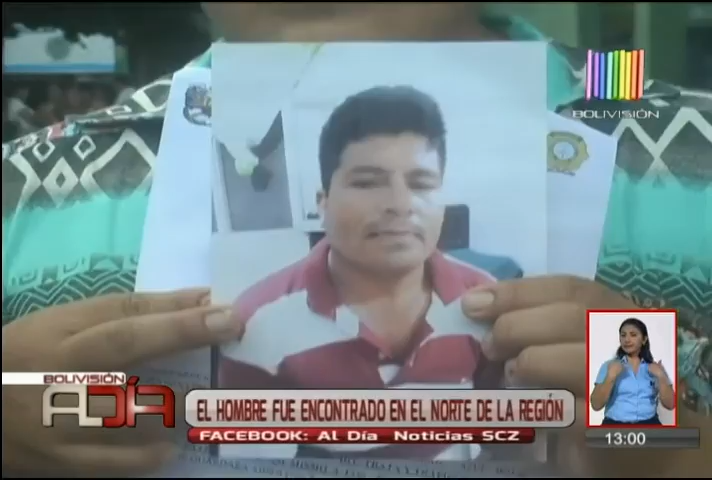 BOLIVISIÓN
BOLIVISIÓN
AL DÍA
EL HOMBRE FUE ENCONTRADO EN EL NORTE DE LA REGIÓN
FACEBOOK: Al Día Noticias SCZ
13:00